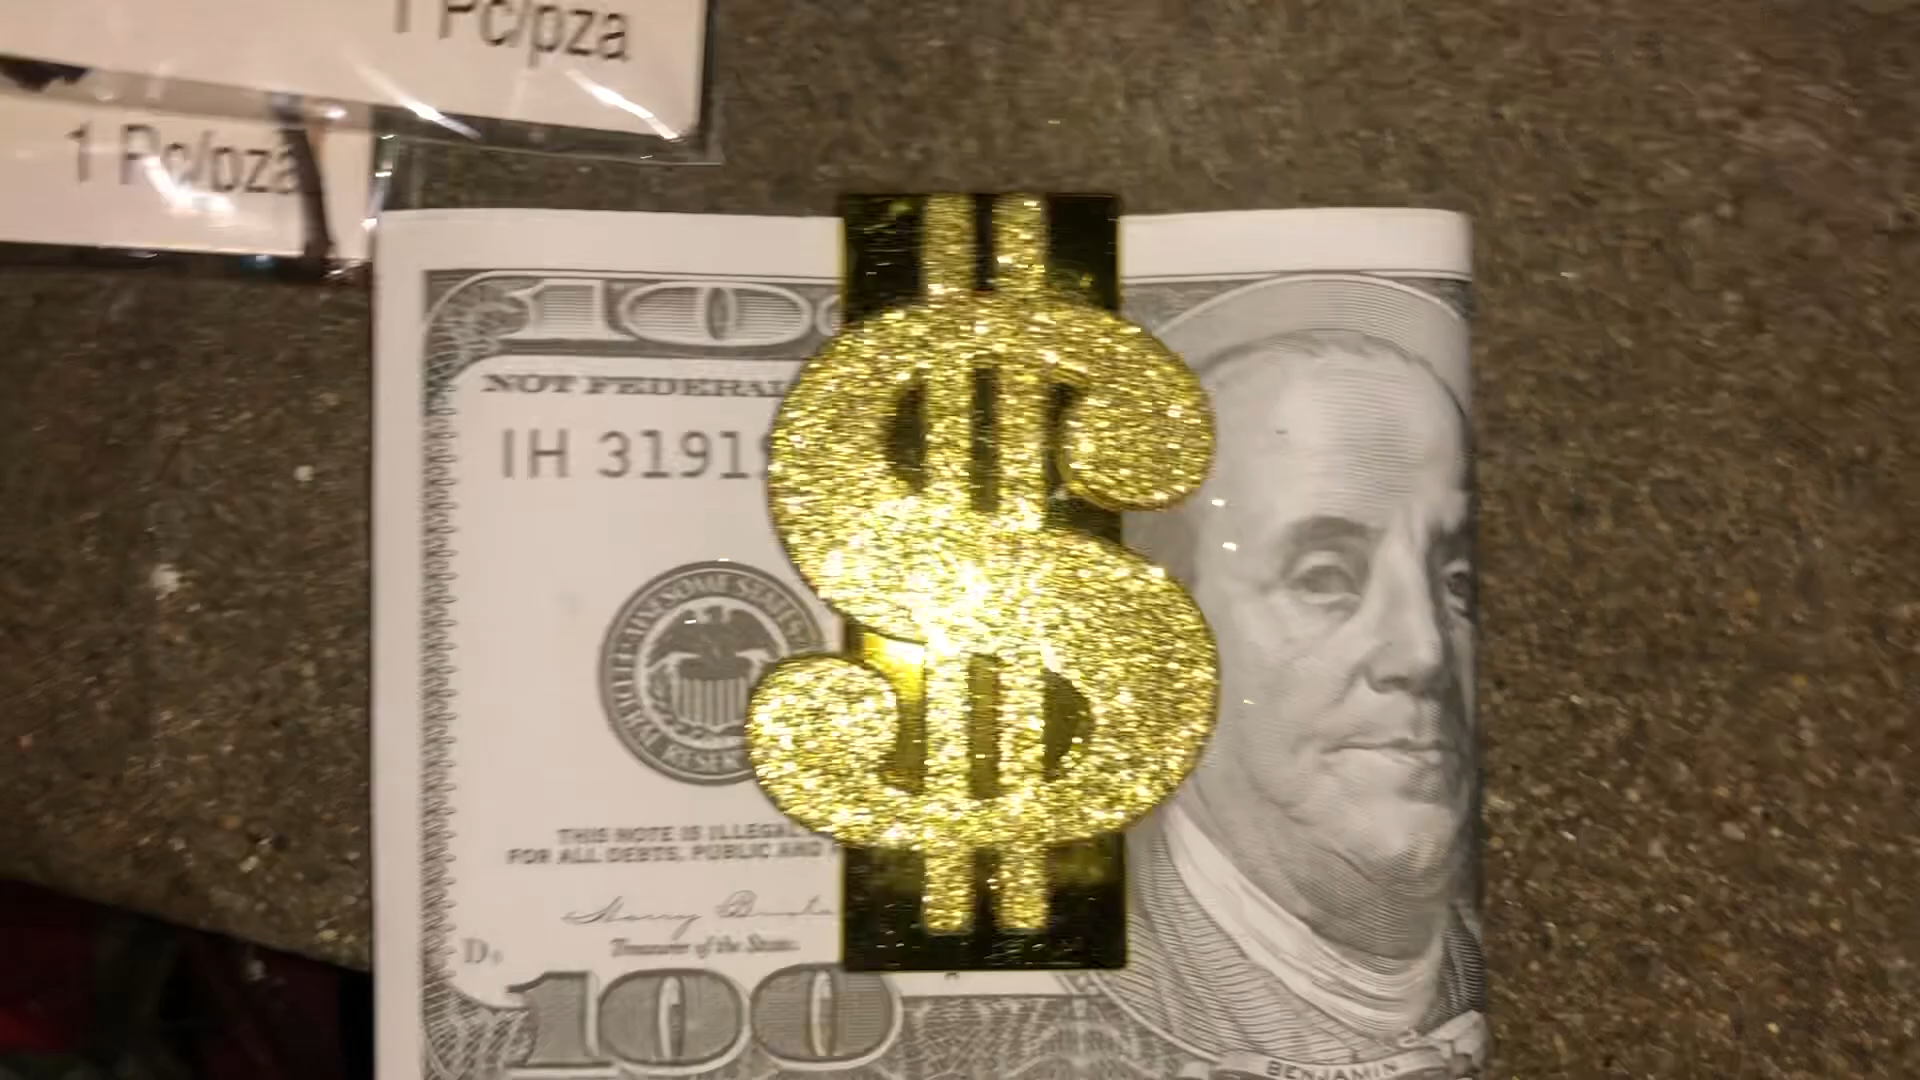 1 Pc/pza
1 Pc/pza
100
NOT FEDERAL
IH 3191
THIS NOTE IS ILLEGAL
FOR ALL DEBTS, PUBLIC AND
Treasurer of the States
D
100
BENJAMIN
$